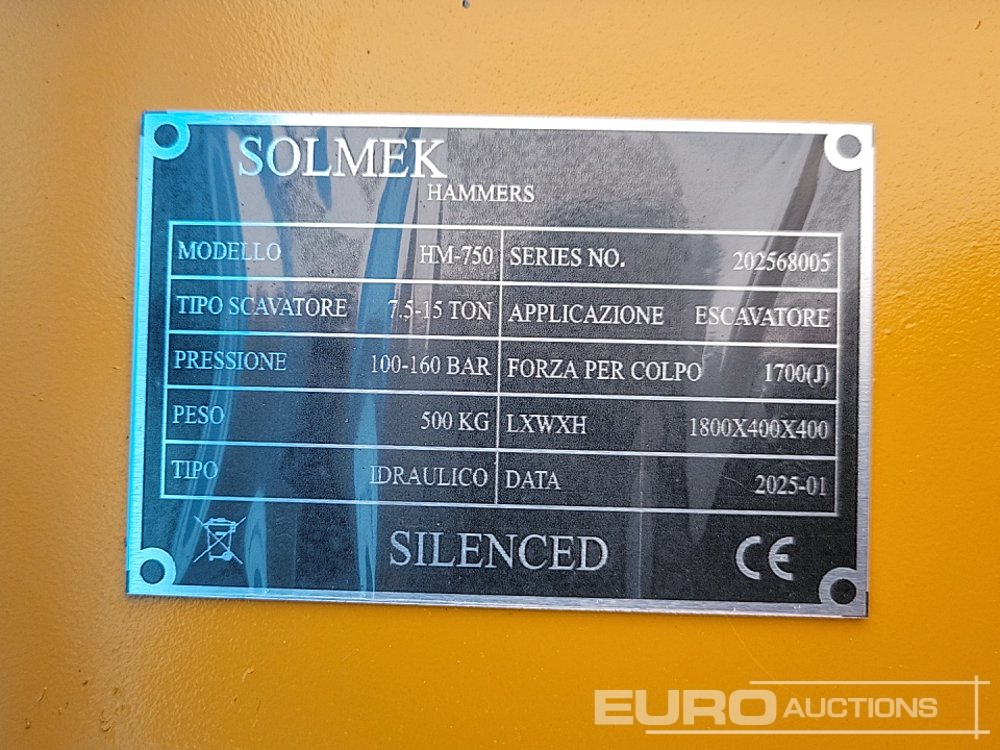 SOLMEK
HAMMERS
MODELLO HM-750 SERIES NO. 202568005
TIPO SCAVATORE 7.5-15 TON APPLICAZIONE ESCAVATORE
PRESSIONE 100-160 BAR FORZA PER COLPO 1700(J)
PESO 500 KG LXWXH 1800X400X400
TIPO IDRAULICO DATA 2025-01
SILENCED CE
EURO AUCTIONS